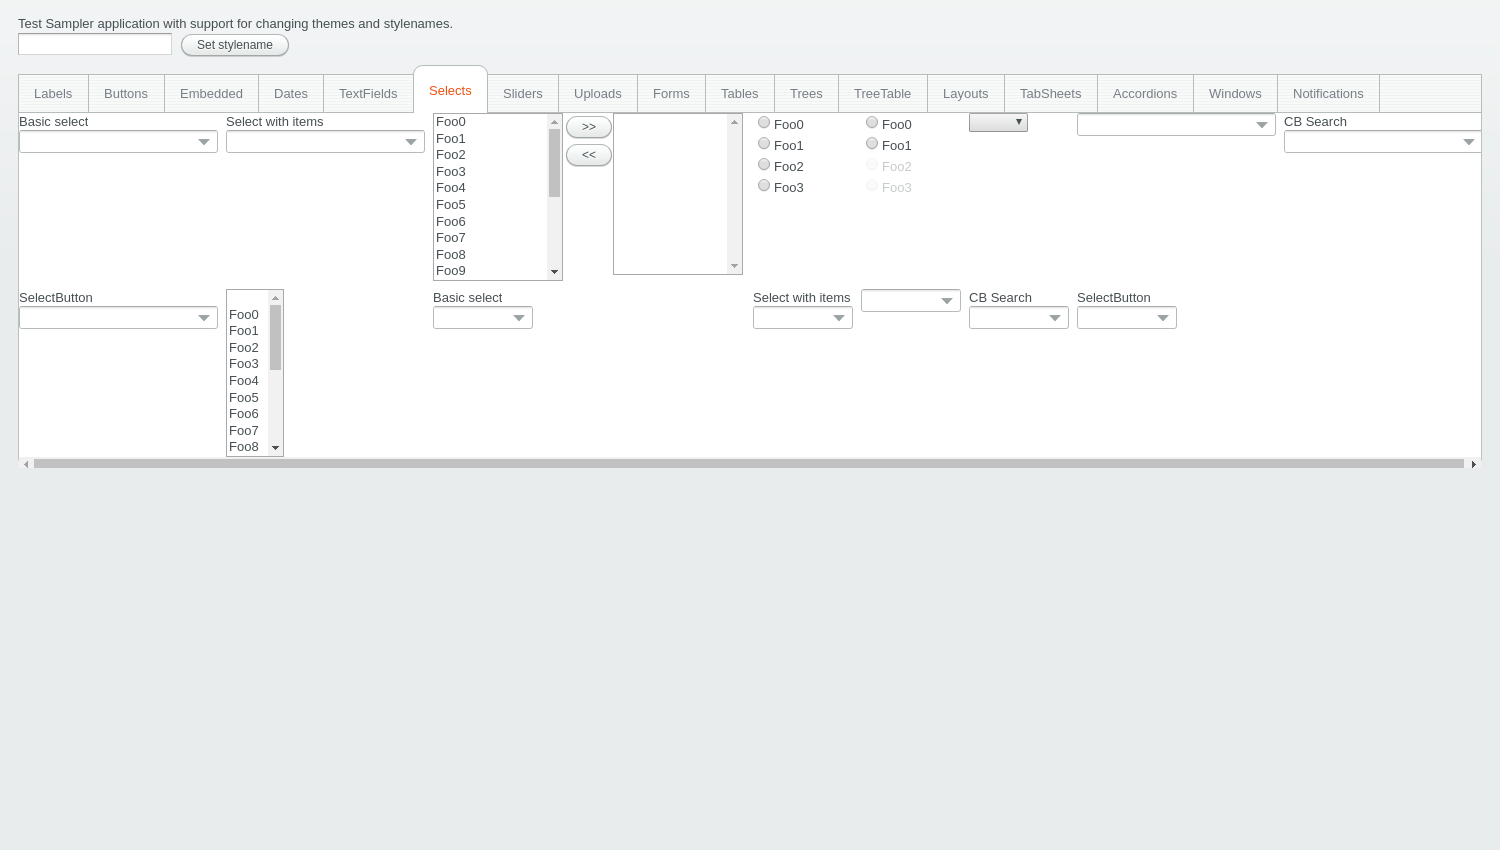 Test Sampler application with support for changing themes and stylenames.
Set stylename
Labels Buttons Embedded Dates TextFields Selects Sliders Uploads Forms Tables Trees TreeTable Layouts TabSheets Accordions Windows Notifications
Basic select Select with items CB Search
Foo0 >> Foo0 Foo0
Foo1 Foo1 Foo1
Foo2 << Foo2 Foo2
Foo3 Foo3 Foo3
Foo4
Foo5
Foo6
Foo7
Foo8
Foo9
SelectButton Basic select Select with items CB Search SelectButton
Foo0
Foo1
Foo2
Foo3
Foo4
Foo5
Foo6
Foo7
Foo8